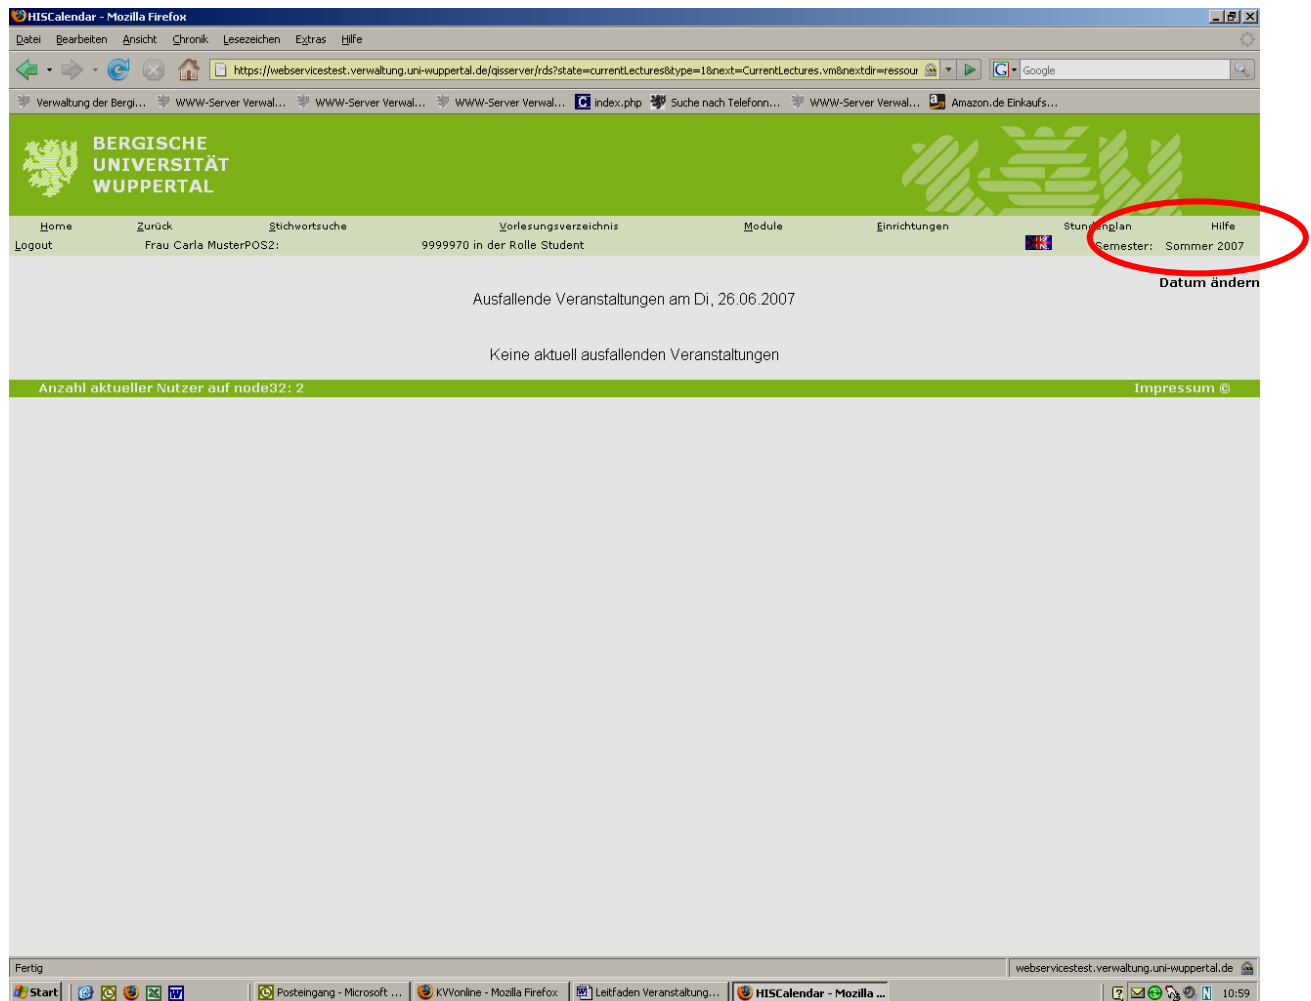 HISCalendar - Mozilla Firefox
Datei Bearbeiten Ansicht Chronik Lesezeichen Extras Hilfe
https://webservicestest.verwaltung.uni-wuppertal.de/qisserver/rds?state=currentLectures&type=1&next=CurrentLectures.vm&nextdir=ressour
Google
Verwaltung der Bergi... WWW-Server Verwal... WWW-Server Verwal... WWW-Server Verwal... index.php Suche nach Telefonn... WWW-Server Verwal... Amazon.de Einkaufs...
BERGISCHE
UNIVERSITÄT
WUPPERTAL
Home Zurück Stichwortsuche Vorlesungsverzeichnis Module Einrichtungen Stundenplan Hilfe
Logout Frau Carla MusterPOS2: 9999970 in der Rolle Student Semester: Sommer 2007
Datum ändern
Ausfallende Veranstaltungen am Di, 26.06.2007
Keine aktuell ausfallenden Veranstaltungen
Anzahl aktueller Nutzer auf node32: 2 Impressum ©
Fertig webservicestest.verwaltung.uni-wuppertal.de
Start Posteingang - Microsoft ... KVVonline - Mozilla Firefox Leitfaden Veranstaltung... HISCalendar - Mozilla ... 10:59